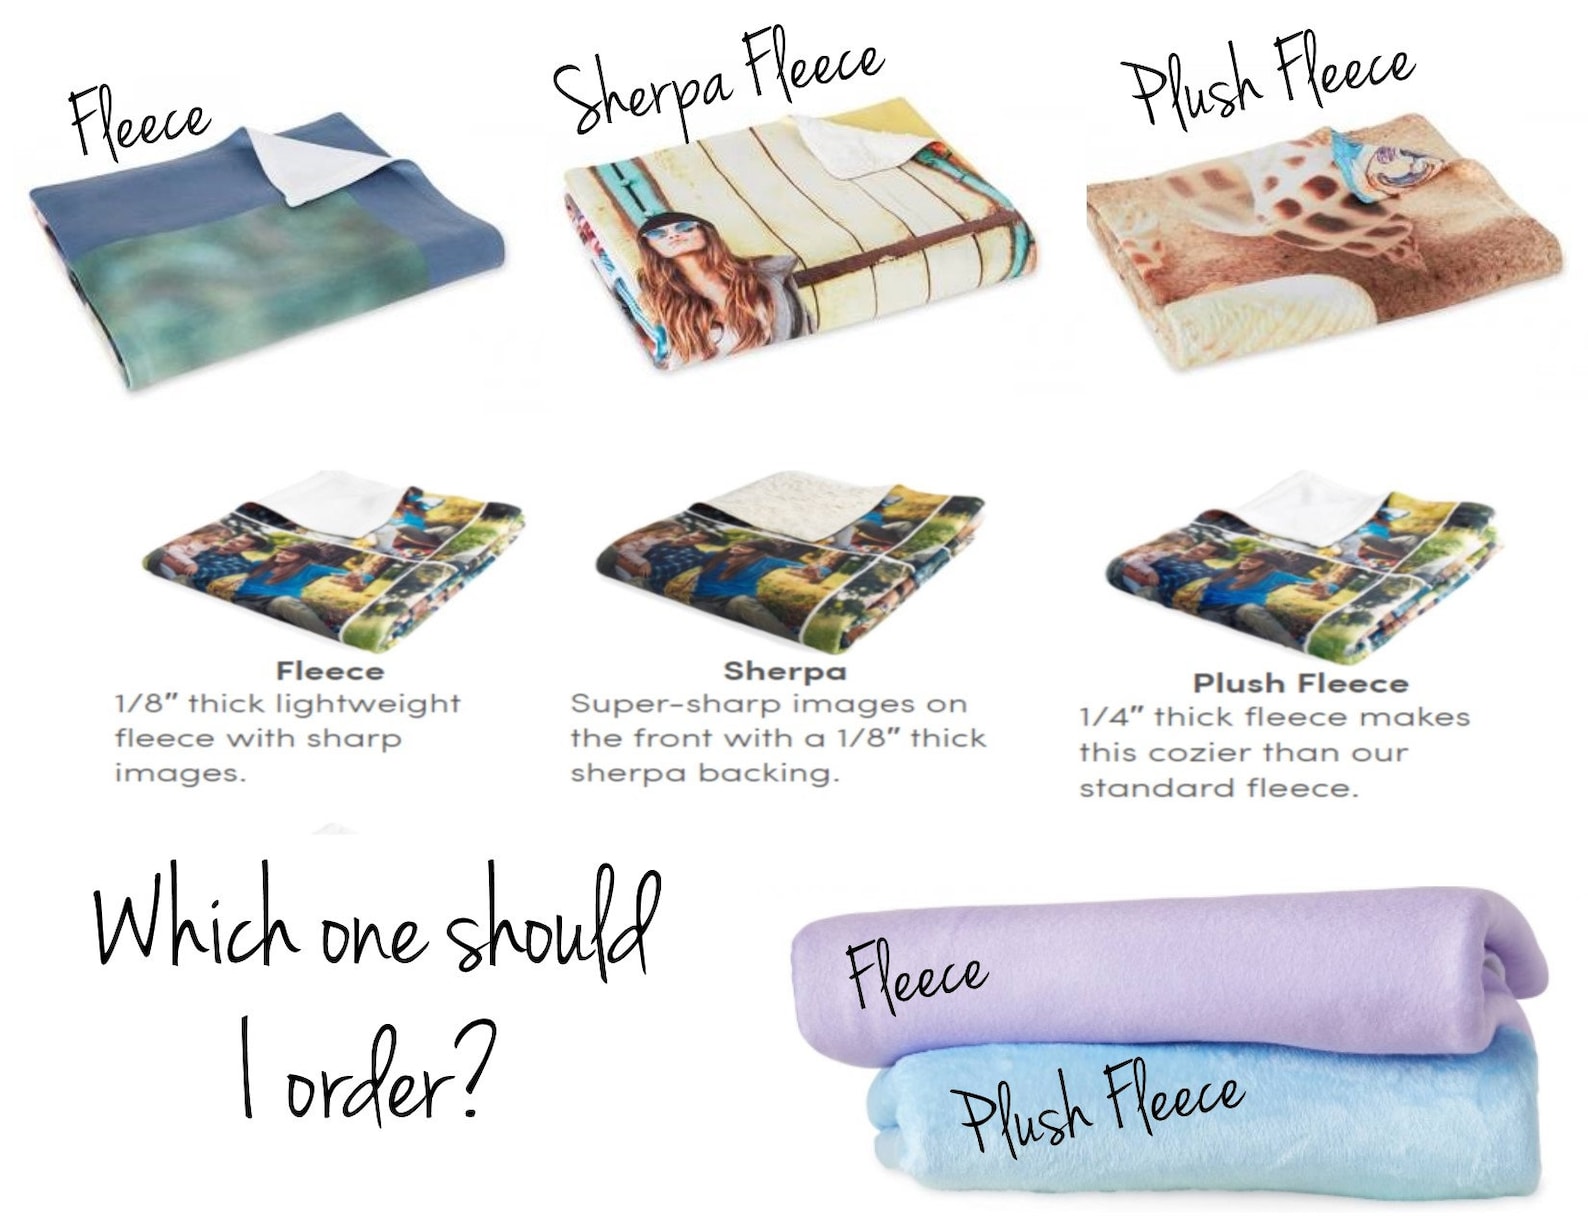 Fleece
Sherpa Fleece
Plush Fleece
Fleece
1/8″ thick lightweight
fleece with sharp
images.
Sherpa
Super-sharp images on
the front with a 1/8″ thick
sherpa backing.
Plush Fleece
1/4″ thick fleece makes
this cozier than our
standard fleece.
Which one should
I order?
Fleece
Plush Fleece